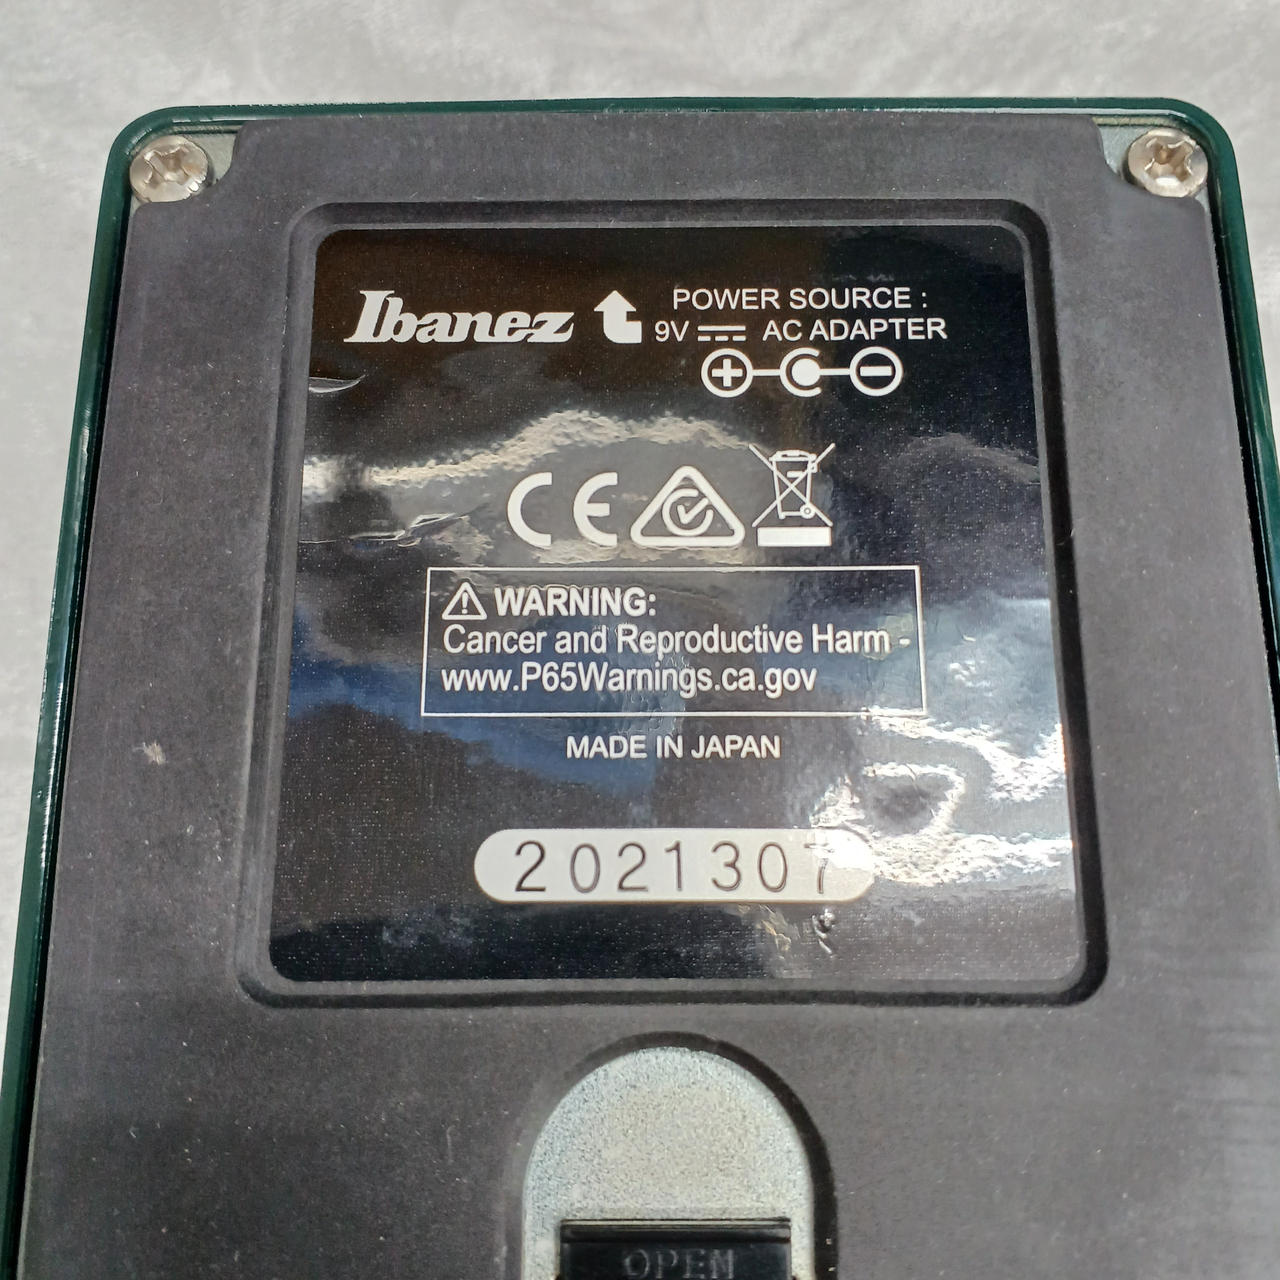 Ibanez
POWER SOURCE :
9V AC ADAPTER
CE
WARNING:
Cancer and Reproductive Harm -
www.P65Warnings.ca.gov
MADE IN JAPAN
2021307
OPEN